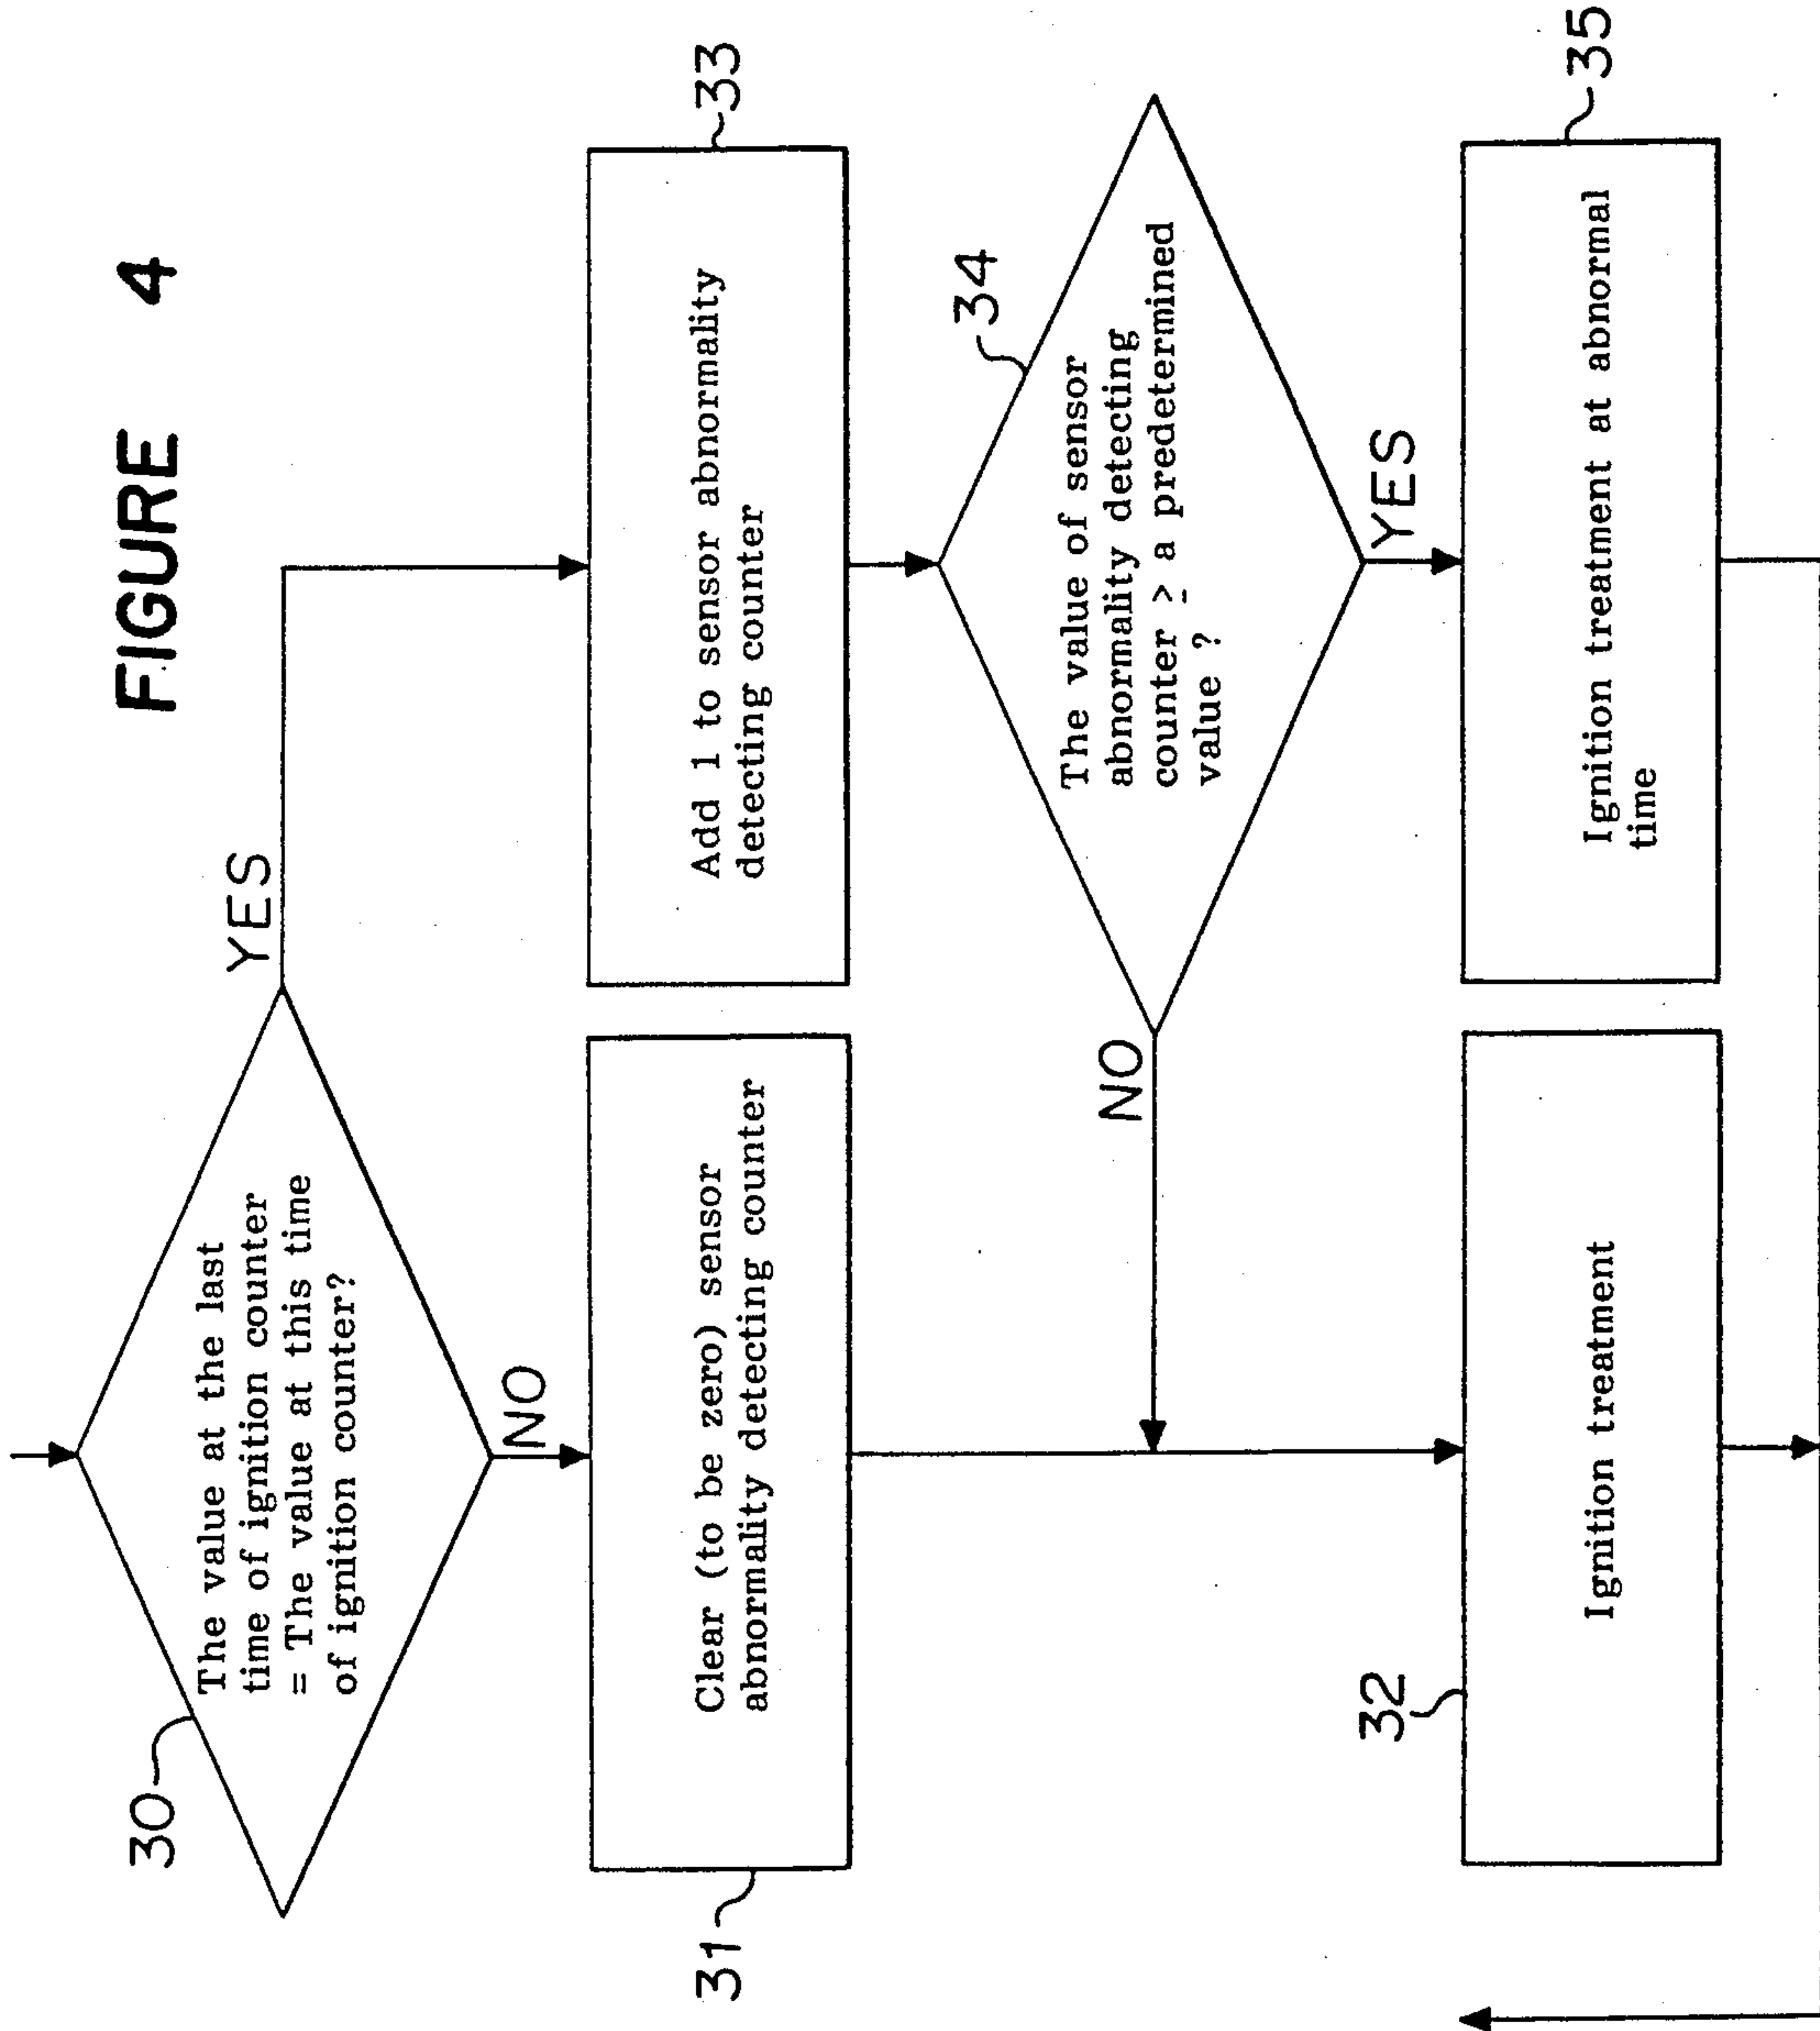 FIGURE 4
30
The value at the last
time of ignition counter
= The value at this time
of ignition counter?
YES
NO
31
Clear (to be zero) sensor
abnormality detecting counter
33
Add 1 to sensor abnormality
detecting counter
34
The value of sensor
abnormality detecting
counter ≥ a predetermined
value ?
NO
YES
32
Ignition treatment
35
Ignition treatment at abnormal
time